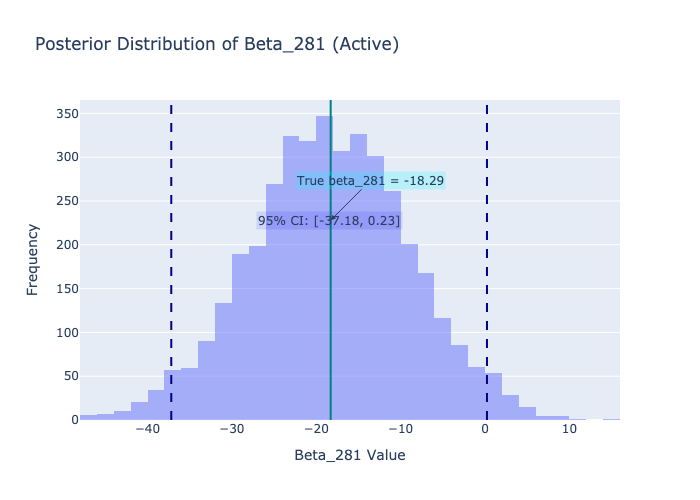 Posterior Distribution of Beta_281 (Active)
350
300
250
200
150
100
50
0
Frequency
True beta_281 = -18.29
95% CI: [-37.18, 0.23]
−40
−30
−20
−10
0
10
Beta_281 Value